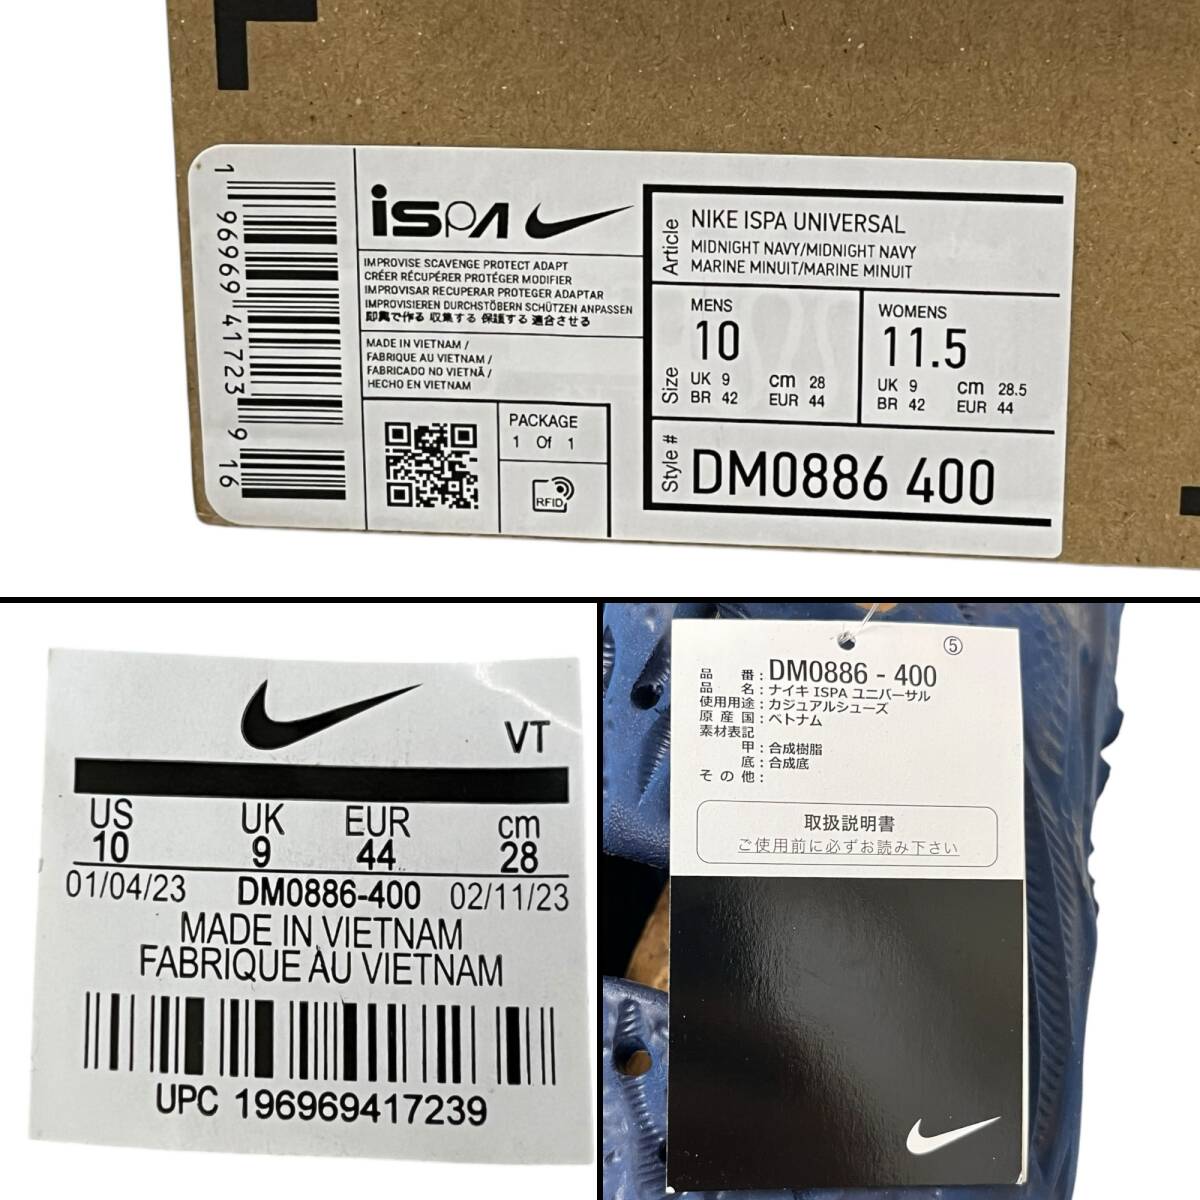 1 96969 41723 9 16
ISPA
IMPROVISE SCAVENGE PROTECT ADAPT
CRÉER RÉCUPÉRER PROTÉGER MODIFIER
IMPROVISAR RECUPERAR PROTEGER ADAPTAR
IMPROVISIEREN DURCHSTÖBERN SCHÜTZEN ANPASSEN
即興で作る 収集する 保護する 適合させる
MADE IN VIETNAM /
FABRIQUE AU VIETNAM /
FABRICADO NO VIETNÃ /
HECHO EN VIETNAM
PACKAGE
1 Of 1
RFID
Article
NIKE ISPA UNIVERSAL
MIDNIGHT NAVY/MIDNIGHT NAVY
MARINE MINUIT/MARINE MINUIT
Size
MENS
10
UK 9 cm 28
BR 42 EUR 44
WOMENS
11.5
UK 9 cm 28.5
BR 42 EUR 44
Style #
DM0886 400
VT
US UK EUR cm
10 9 44 28
01/04/23 DM0886-400 02/11/23
MADE IN VIETNAM
FABRIQUE AU VIETNAM
UPC 196969417239
⑤
品番：DM0886 - 400
品名：ナイキ ISPA ユニバーサル
使用用途：カジュアルシューズ
原産国：ベトナム
素材表記
甲：合成樹脂
底：合成底
その他：
取扱説明書
ご使用前に必ずお読み下さい